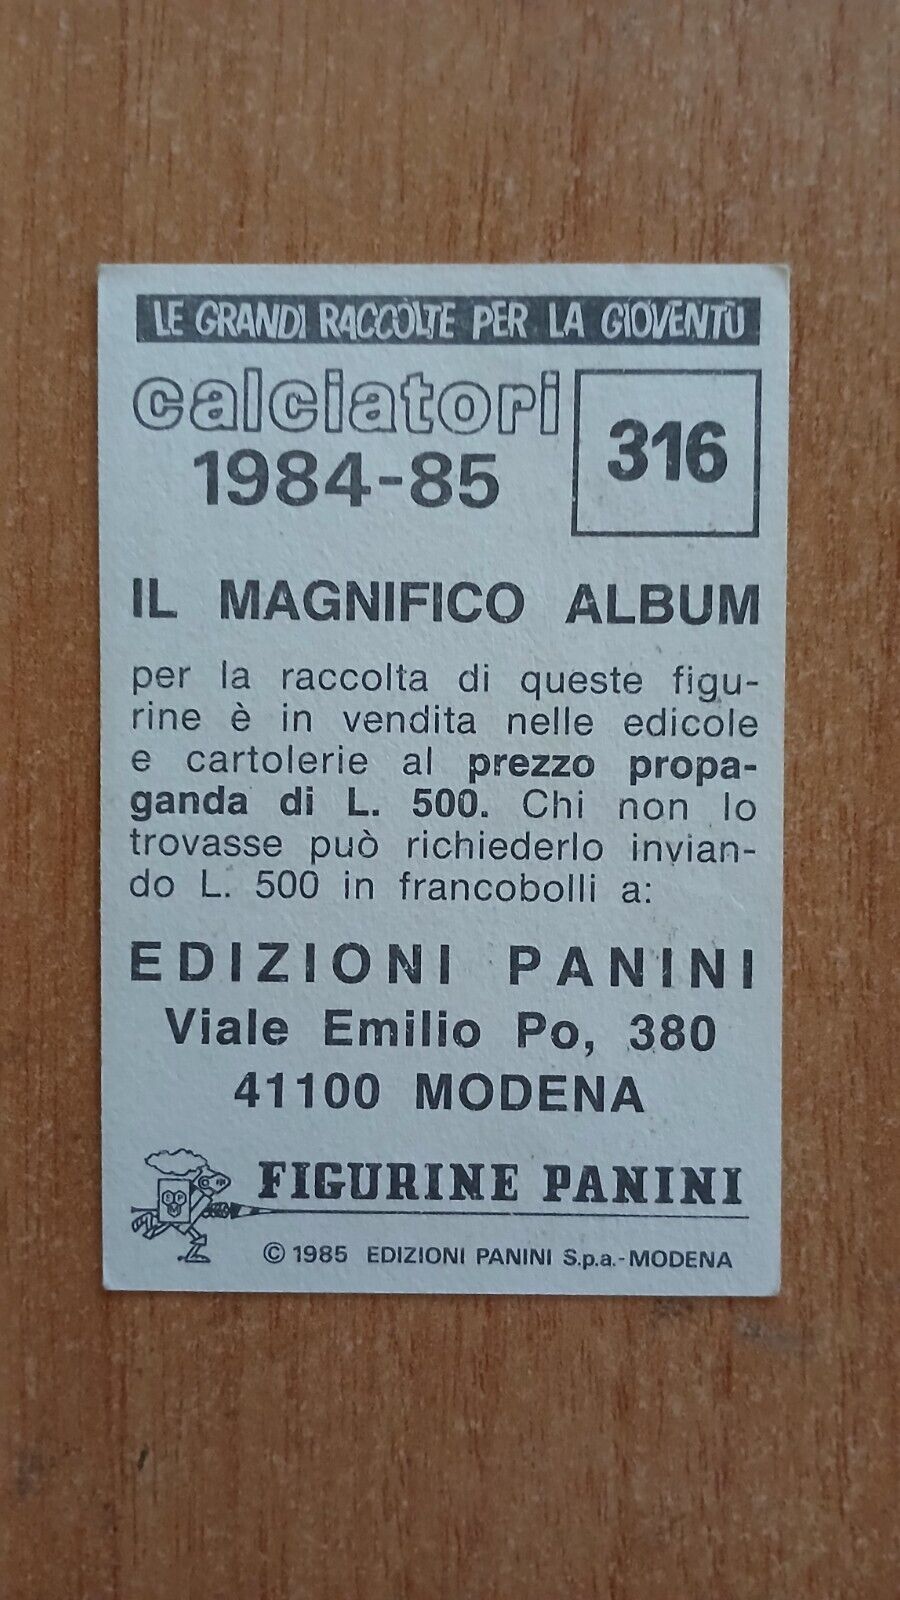 LE GRANDI RACCOLTE PER LA GIOVENTÙ
calciatori
1984-85
316
IL MAGNIFICO ALBUM
per la raccolta di queste figu-
rine è in vendita nelle edicole
e cartolerie al prezzo propa-
ganda di L. 500. Chi non lo
trovasse può richiederlo invian-
do L. 500 in francobolli a:
EDIZIONI PANINI
Viale Emilio Po, 380
41100 MODENA
FIGURINE PANINI
© 1985 EDIZIONI PANINI S.p.a.-MODENA